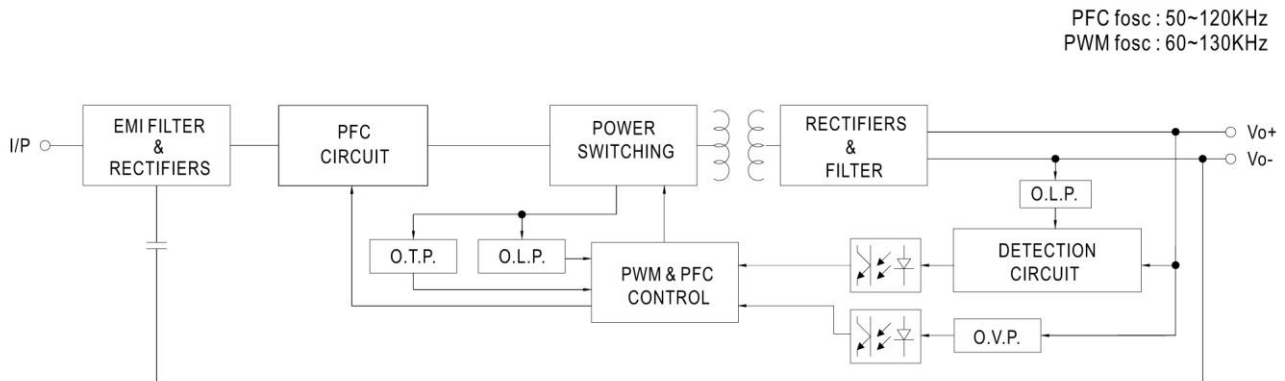 PFC fosc : 50~120KHz
PWM fosc : 60~130KHz
I/P
EMI FILTER
&
RECTIFIERS
PFC
CIRCUIT
POWER
SWITCHING
RECTIFIERS
&
FILTER
Vo+
Vo-
O.L.P.
O.T.P.
O.L.P.
PWM & PFC
CONTROL
DETECTION
CIRCUIT
O.V.P.